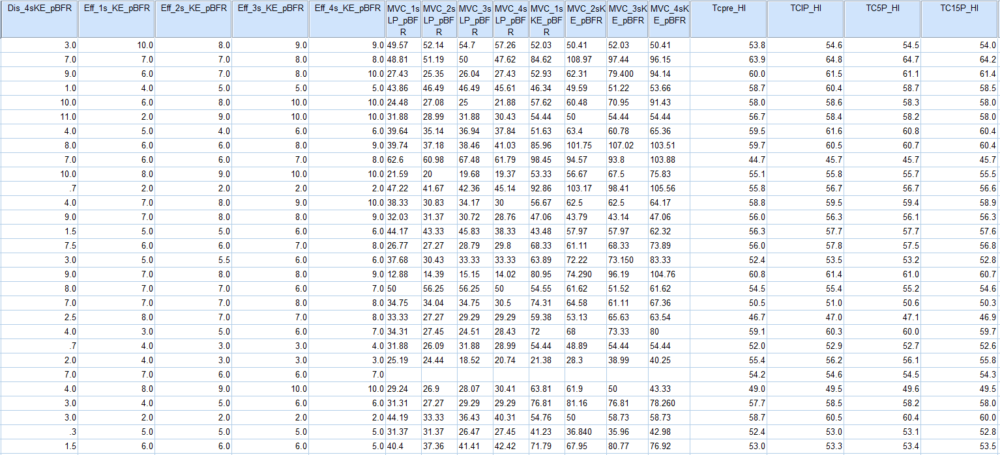 Dis_4sKE_pBFR Eff_1s_KE_pBFR Eff_2s_KE_pBFR Eff_3s_KE_pBFR Eff_4s_KE_pBFR MVC_1sLP_pBFR MVC_2sLP_pBFR MVC_3sLP_pBFR MVC_4sLP_pBFR MVC_1sKE_pBFR MVC_2sKE_pBFR MVC_3sKE_pBFR MVC_4sKE_pBFR Tcpre_HI TCIP_HI TC5P_HI TC15P_HI
3.0 10.0 8.0 9.0 9.0 49.57 52.14 54.7 57.26 52.03 50.41 52.03 50.41 53.8 54.6 54.5 54.0
7.0 7.0 7.0 8.0 8.0 48.81 51.19 50 47.62 84.62 108.97 97.44 96.15 63.9 64.8 64.7 64.2
9.0 6.0 7.0 8.0 10.0 27.43 25.35 26.04 27.43 52.93 62.31 79.400 94.14 60.0 61.5 61.1 61.4
1.0 4.0 5.0 5.0 5.0 43.86 46.49 46.49 45.61 46.34 49.59 51.22 53.66 58.7 60.4 58.7 58.5
10.0 6.0 8.0 10.0 10.0 24.48 27.08 25 21.88 57.62 60.48 70.95 91.43 58.0 58.6 58.3 58.0
11.0 2.0 9.0 10.0 10.0 31.88 28.99 31.88 30.43 54.44 50 54.44 54.44 56.7 58.4 58.2 58.0
4.0 5.0 4.0 6.0 6.0 39.64 35.14 36.94 37.84 51.63 63.4 60.78 65.36 59.5 61.6 60.8 60.4
8.0 6.0 6.0 8.0 9.0 39.74 37.18 38.46 41.03 85.96 101.75 107.02 103.51 59.7 60.5 60.7 60.4
7.0 6.0 6.0 7.0 8.0 62.6 60.98 67.48 61.79 98.45 94.57 93.8 103.88 44.7 45.7 45.7 45.7
10.0 8.0 9.0 10.0 10.0 21.59 20 19.68 19.37 53.33 56.67 67.5 75.83 55.1 55.8 55.7 55.5
.7 2.0 2.0 2.0 2.0 47.22 41.67 42.36 45.14 92.86 103.17 98.41 105.56 55.8 56.7 56.7 56.6
4.0 7.0 8.0 9.0 10.0 38.33 30.83 34.17 30 56.67 62.5 62.5 64.17 58.8 59.5 59.4 58.9
9.0 7.0 8.0 8.0 9.0 32.03 31.37 30.72 28.76 47.06 43.79 43.14 47.06 56.0 56.3 56.1 56.3
1.5 5.0 5.0 6.0 6.0 44.17 43.33 45.83 38.33 43.48 57.97 57.97 62.32 56.3 57.7 57.7 57.6
7.5 6.0 6.0 7.0 8.0 26.77 27.27 28.79 29.8 68.33 61.11 68.33 73.89 56.0 57.8 57.5 56.8
3.0 5.0 5.5 6.0 6.0 37.68 30.43 33.33 33.33 63.89 72.22 73.150 83.33 52.4 53.5 53.2 52.8
9.0 7.0 8.0 8.0 9.0 12.88 14.39 15.15 14.02 80.95 74.290 96.19 104.76 60.8 61.4 61.0 60.7
8.0 7.0 7.0 6.0 7.0 50 56.25 56.25 50 54.55 61.62 51.52 61.62 54.5 55.4 55.2 54.6
7.0 7.0 7.0 8.0 8.0 34.75 34.04 34.75 30.5 74.31 64.58 61.11 67.36 50.5 51.0 50.6 50.3
2.5 8.0 7.0 7.0 8.0 33.33 27.27 29.29 29.29 59.38 53.13 65.63 63.54 46.7 47.0 47.1 46.9
4.0 3.0 5.0 6.0 7.0 34.31 27.45 24.51 28.43 72 68 73.33 80 59.1 60.3 60.0 59.7
.7 4.0 3.0 3.0 4.0 31.88 26.09 31.88 28.99 54.44 48.89 54.44 54.44 52.0 52.9 52.7 52.6
2.0 4.0 3.0 3.0 3.0 25.19 24.44 18.52 20.74 21.38 28.3 38.99 40.25 55.4 56.2 56.1 55.8
7.0 7.0 6.0 6.0 7.0 54.2 54.6 54.5 54.3
4.0 8.0 9.0 10.0 10.0 29.24 26.9 28.07 30.41 63.81 61.9 50 43.33 49.0 49.5 49.6 49.5
3.0 4.0 5.0 6.0 6.0 31.31 27.27 29.29 29.29 76.81 81.16 76.81 78.260 57.7 58.5 58.2 58.0
3.0 2.0 2.0 2.0 2.0 44.19 33.33 36.43 40.31 54.76 50 58.73 58.73 58.7 60.5 60.4 60.0
.3 5.0 5.0 5.0 5.0 31.37 31.37 26.47 27.45 41.23 36.840 35.96 42.98 52.4 53.0 53.1 52.8
1.5 6.0 6.0 6.0 5.0 40.4 37.36 41.41 42.42 71.79 67.95 80.77 76.92 53.0 53.3 53.4 53.5